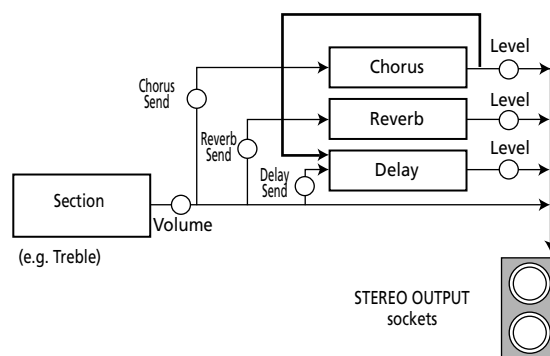 Level
Chorus
Chorus
Send
Level
Reverb
Reverb
Send
Level
Delay
Delay
Send
Section
Volume
(e.g. Treble)
STEREO OUTPUT
sockets